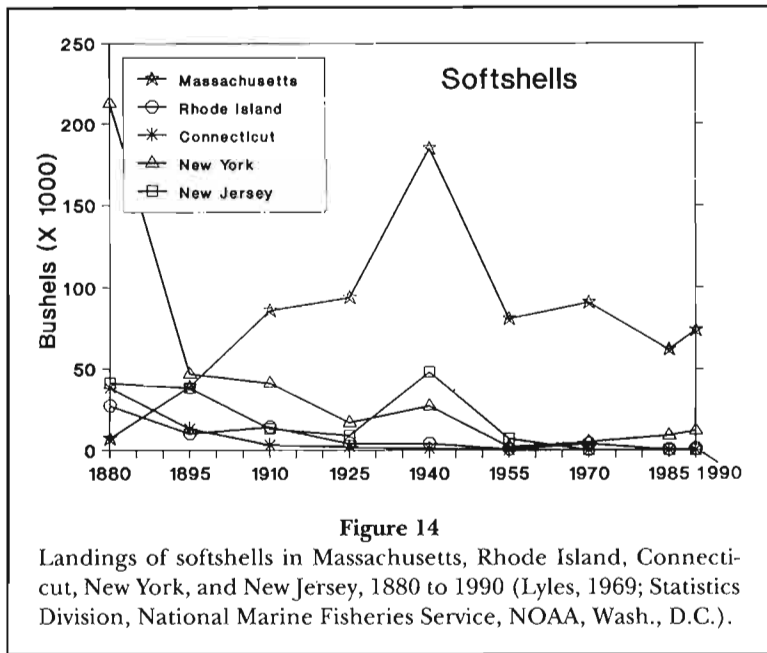 250
200
150
100
50
0
Bushels (X 1000)
Softshells
Massachusetts
Rhode Island
Connecticut
New York
New Jersey
1880 1895 1910 1925 1940 1955 1970 1985 1990
Figure 14
Landings of softshells in Massachusetts, Rhode Island, Connecti-
cut, New York, and New Jersey, 1880 to 1990 (Lyles, 1969; Statistics
Division, National Marine Fisheries Service, NOAA, Wash., D.C.).